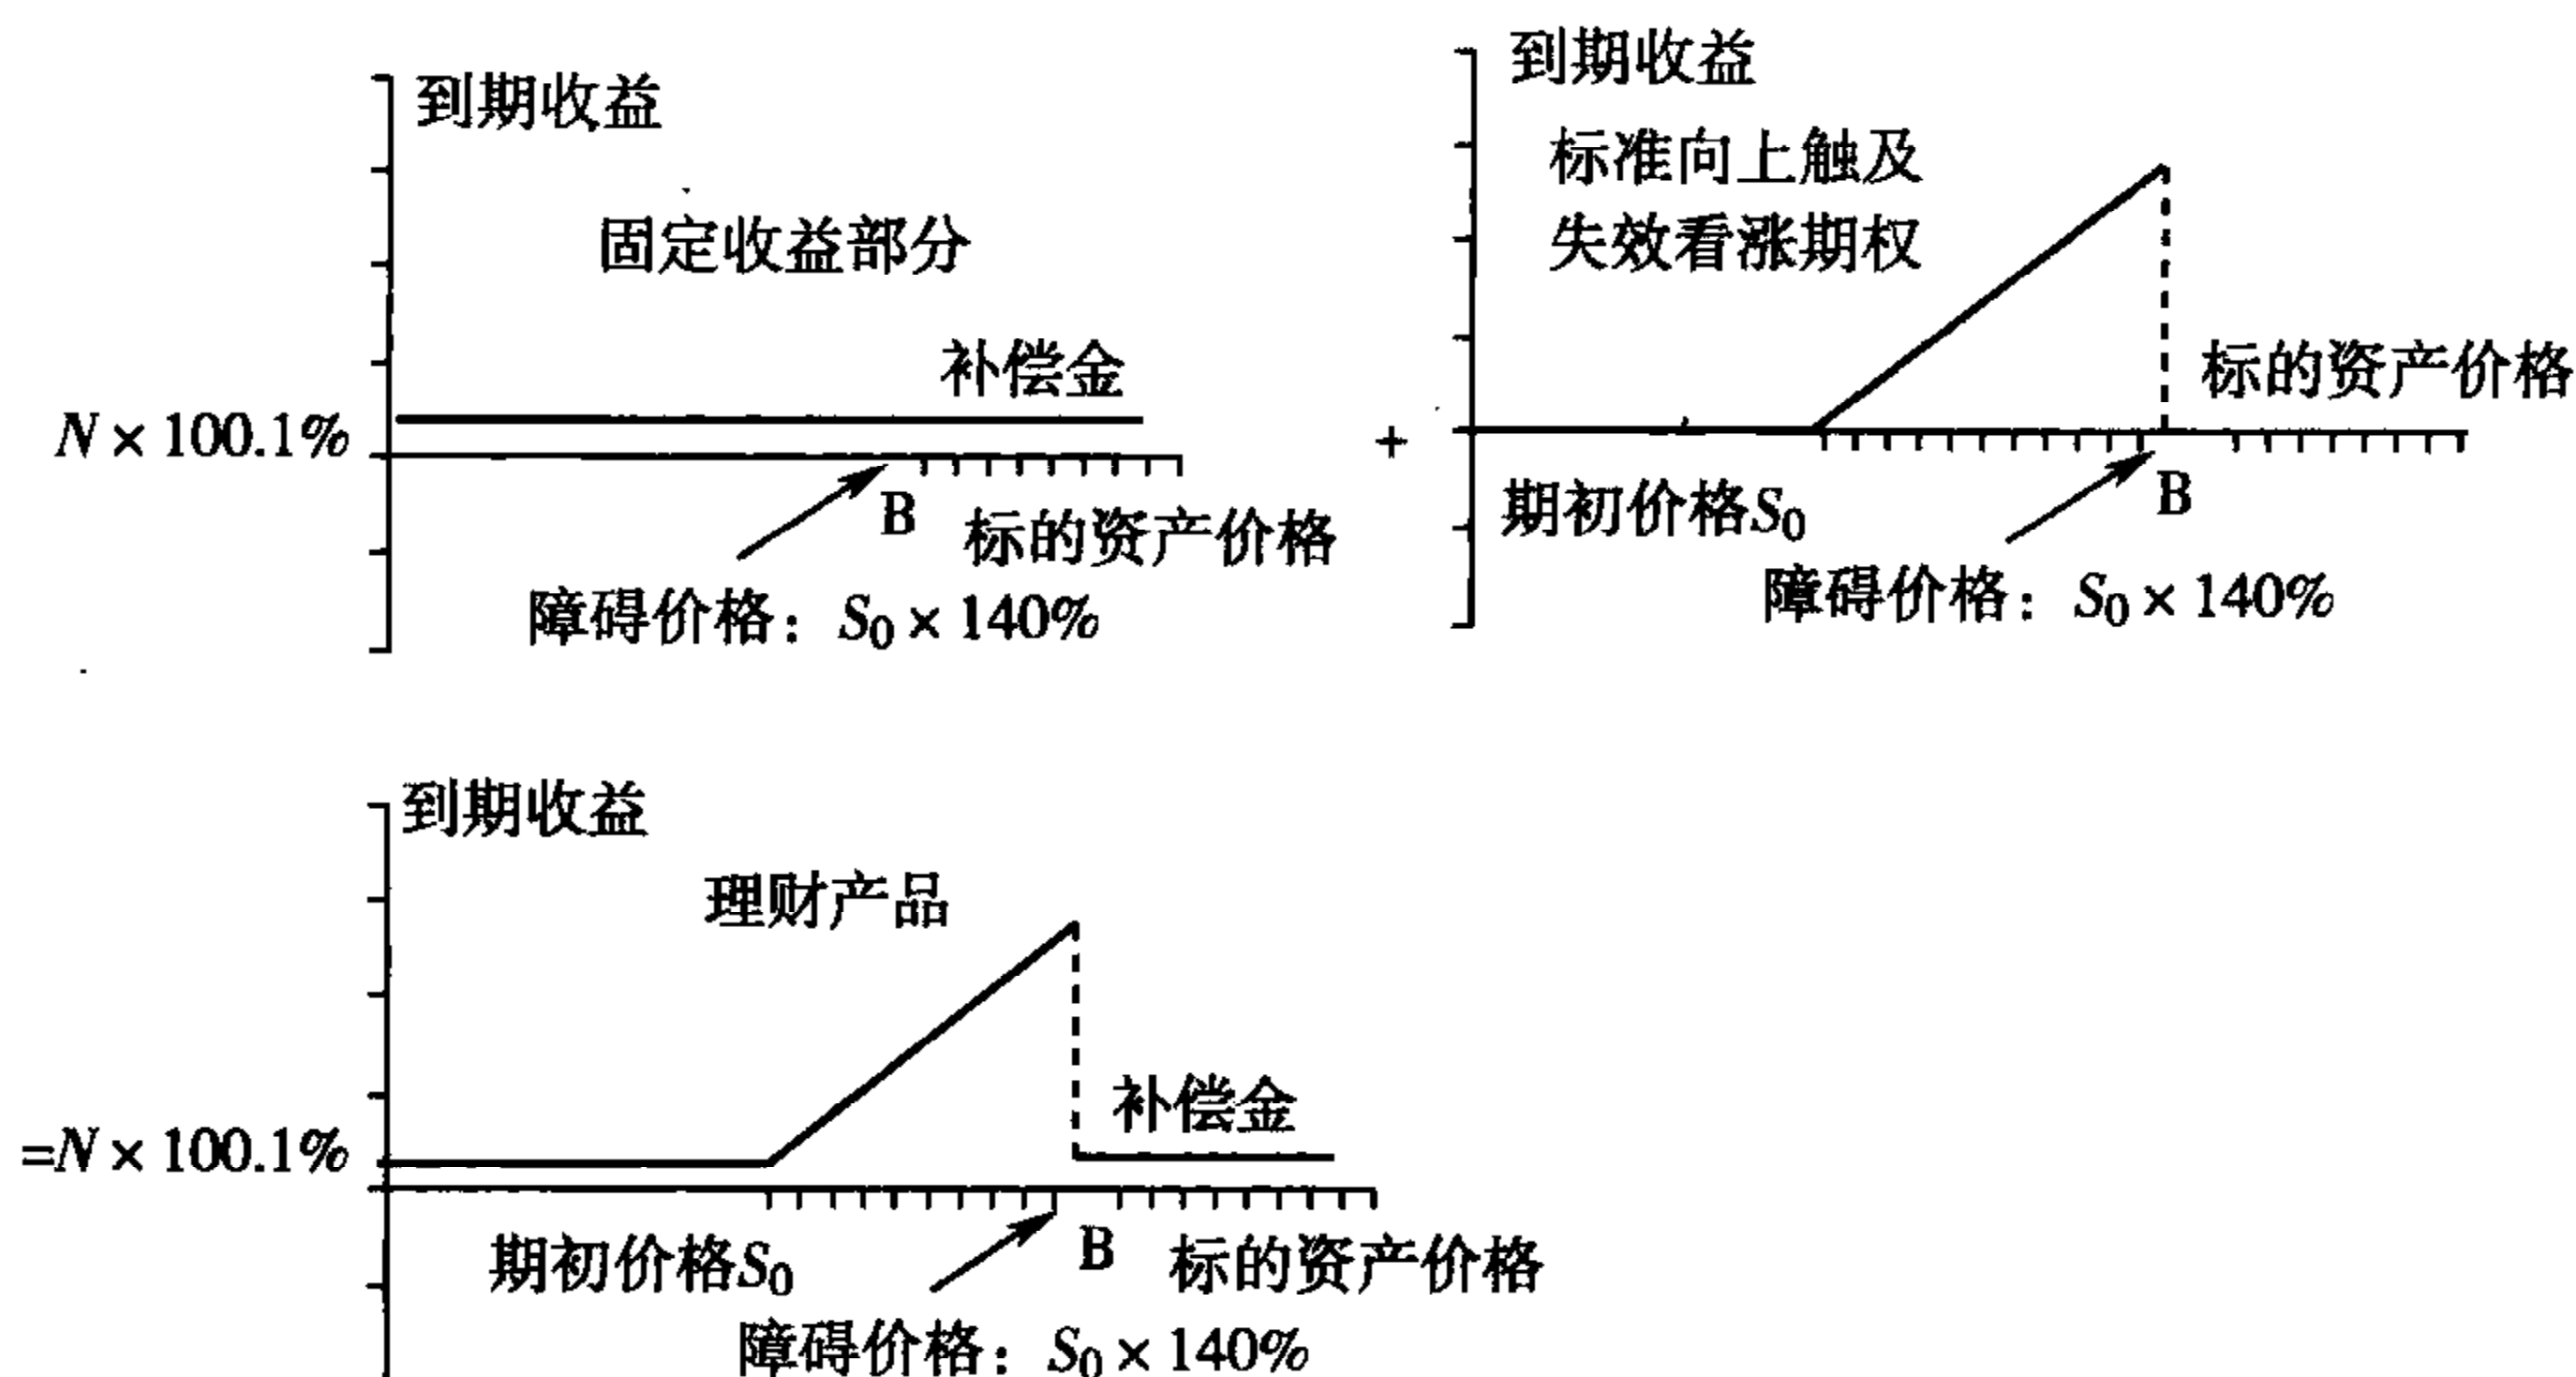 到期收益
固定收益部分
补偿金
N × 100.1%
B
标的资产价格
障碍价格：S₀ × 140%
+
到期收益
标准向上触及
失效看涨期权
标的资产价格
期初价格S₀
B
障碍价格：S₀ × 140%
到期收益
理财产品
补偿金
=N × 100.1%
期初价格S₀
B
标的资产价格
障碍价格：S₀ × 140%